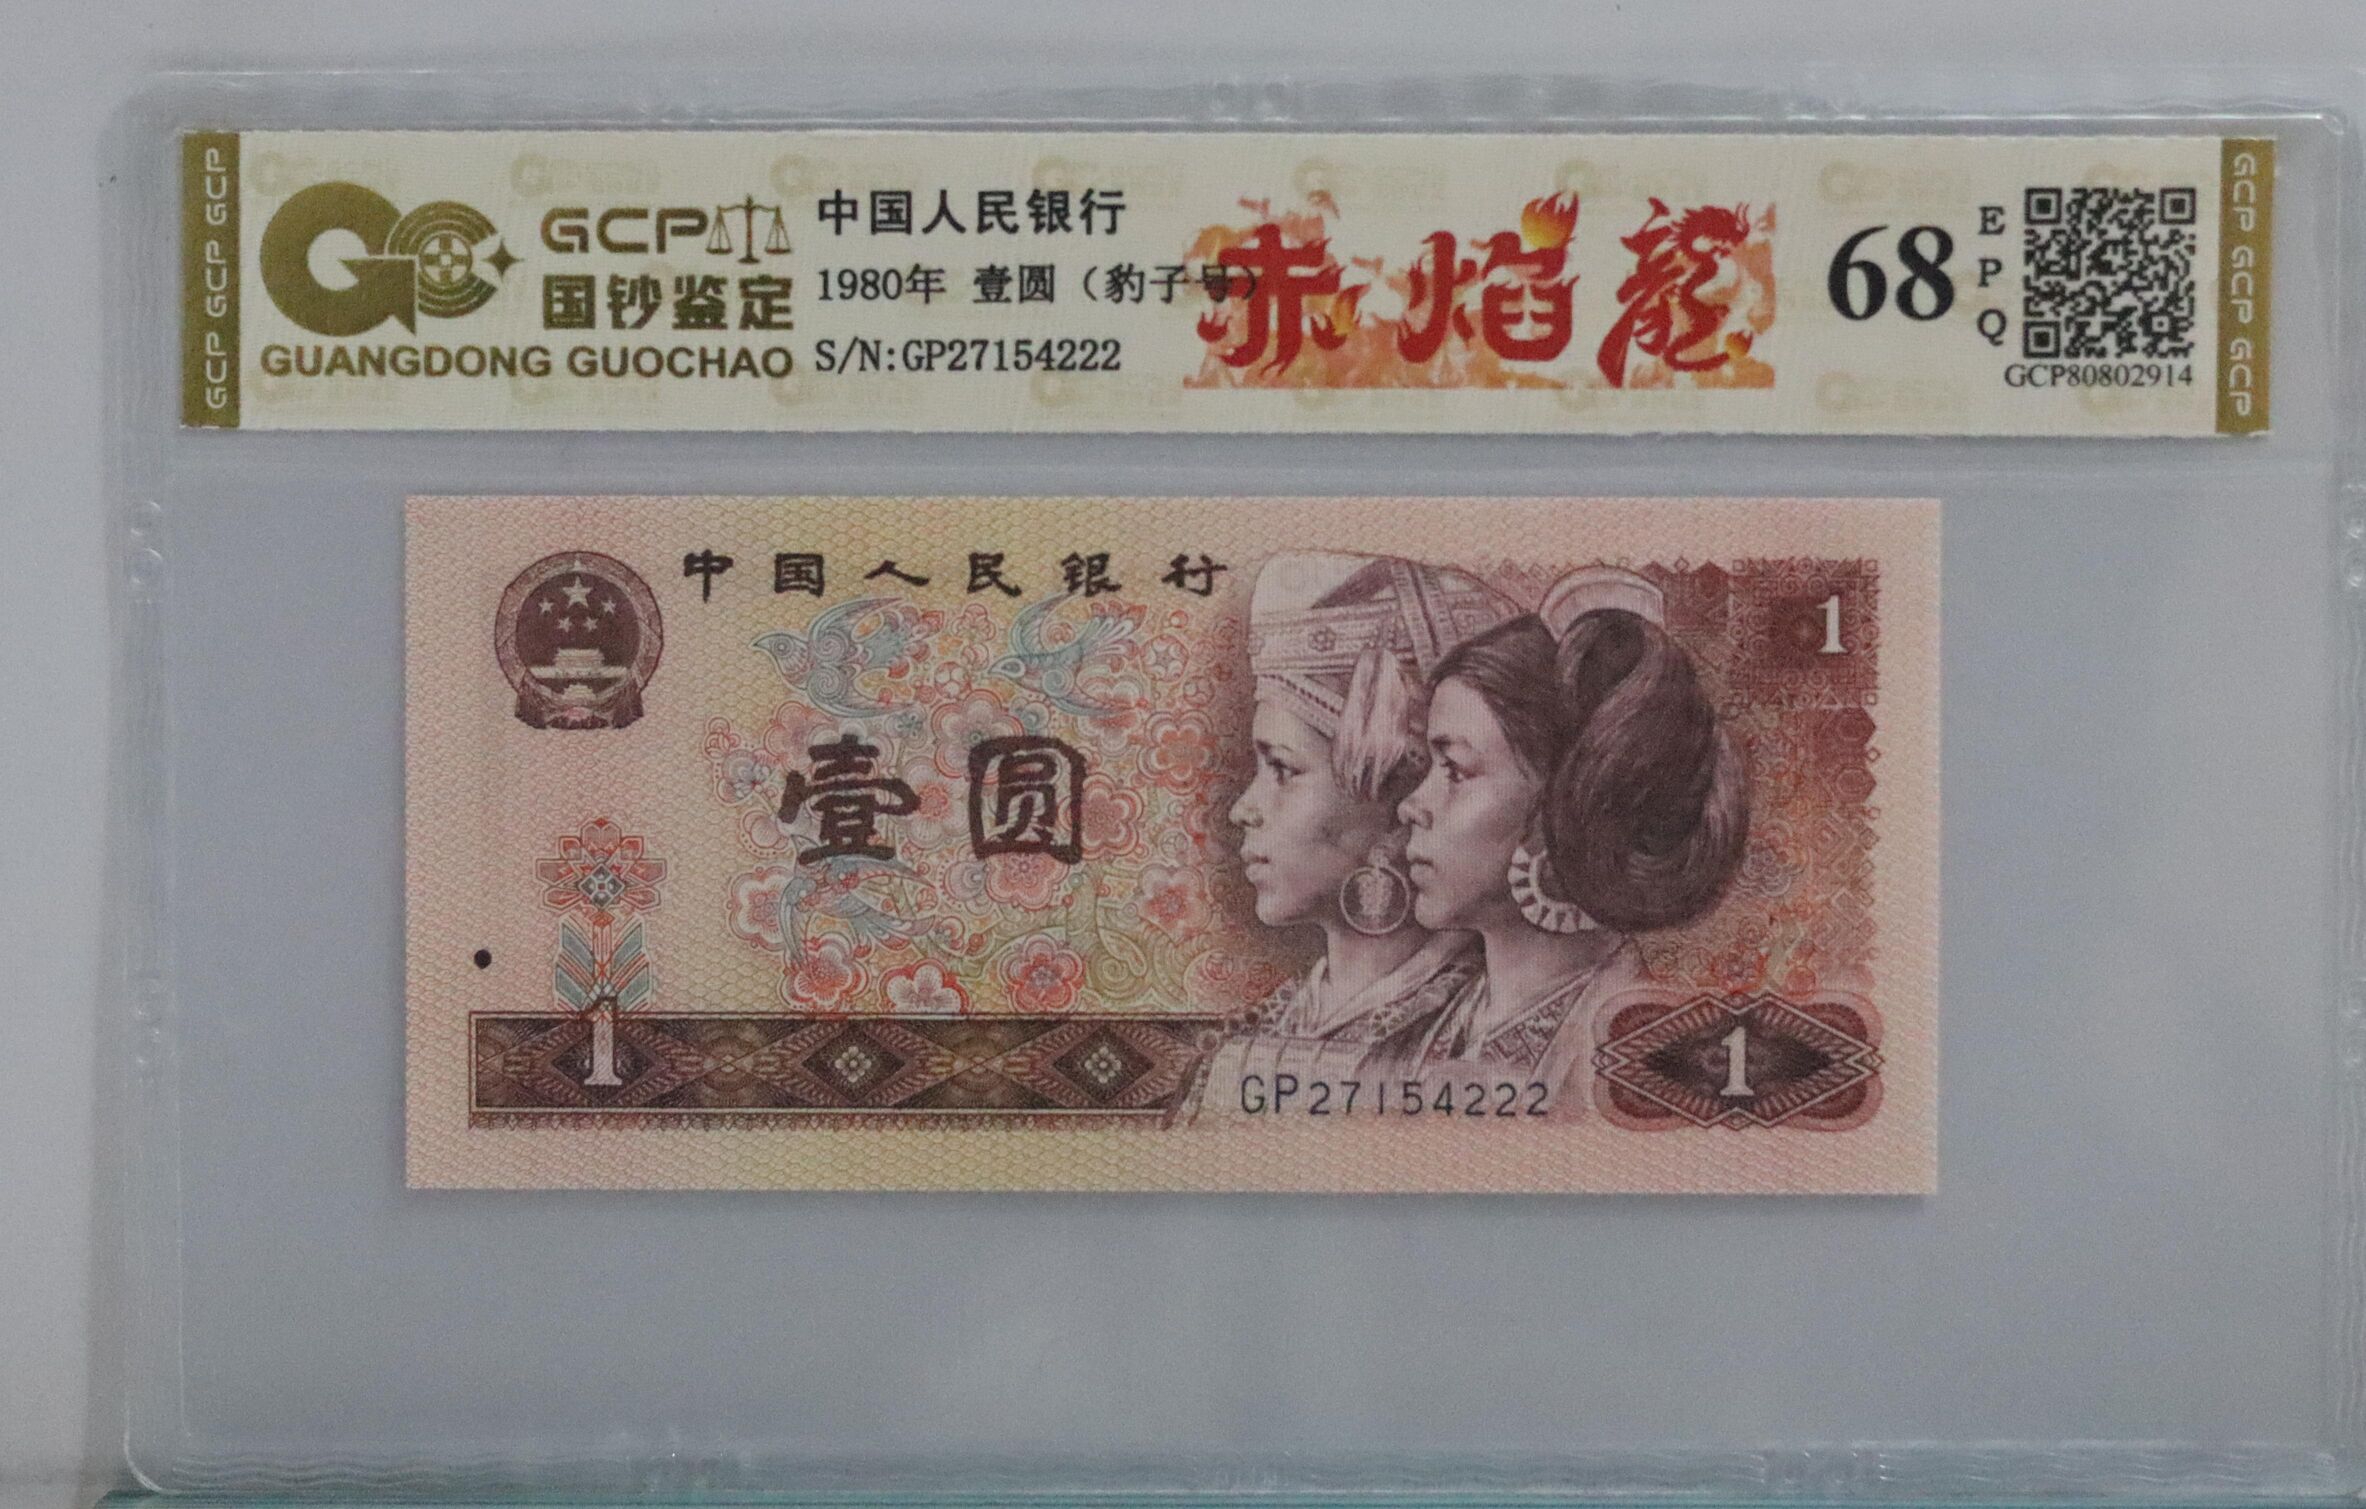 GCP GCP GCP
GCP
国钞鉴定
GUANGDONG GUOCHAO
中国人民银行
1980年 壹圆（豹子号）
S/N:GP27154222
赤焰龍
68
EPQ
GCP80802914
GCP GCP GCP
中国人民银行
1
壹圆
1
1
GP27154222